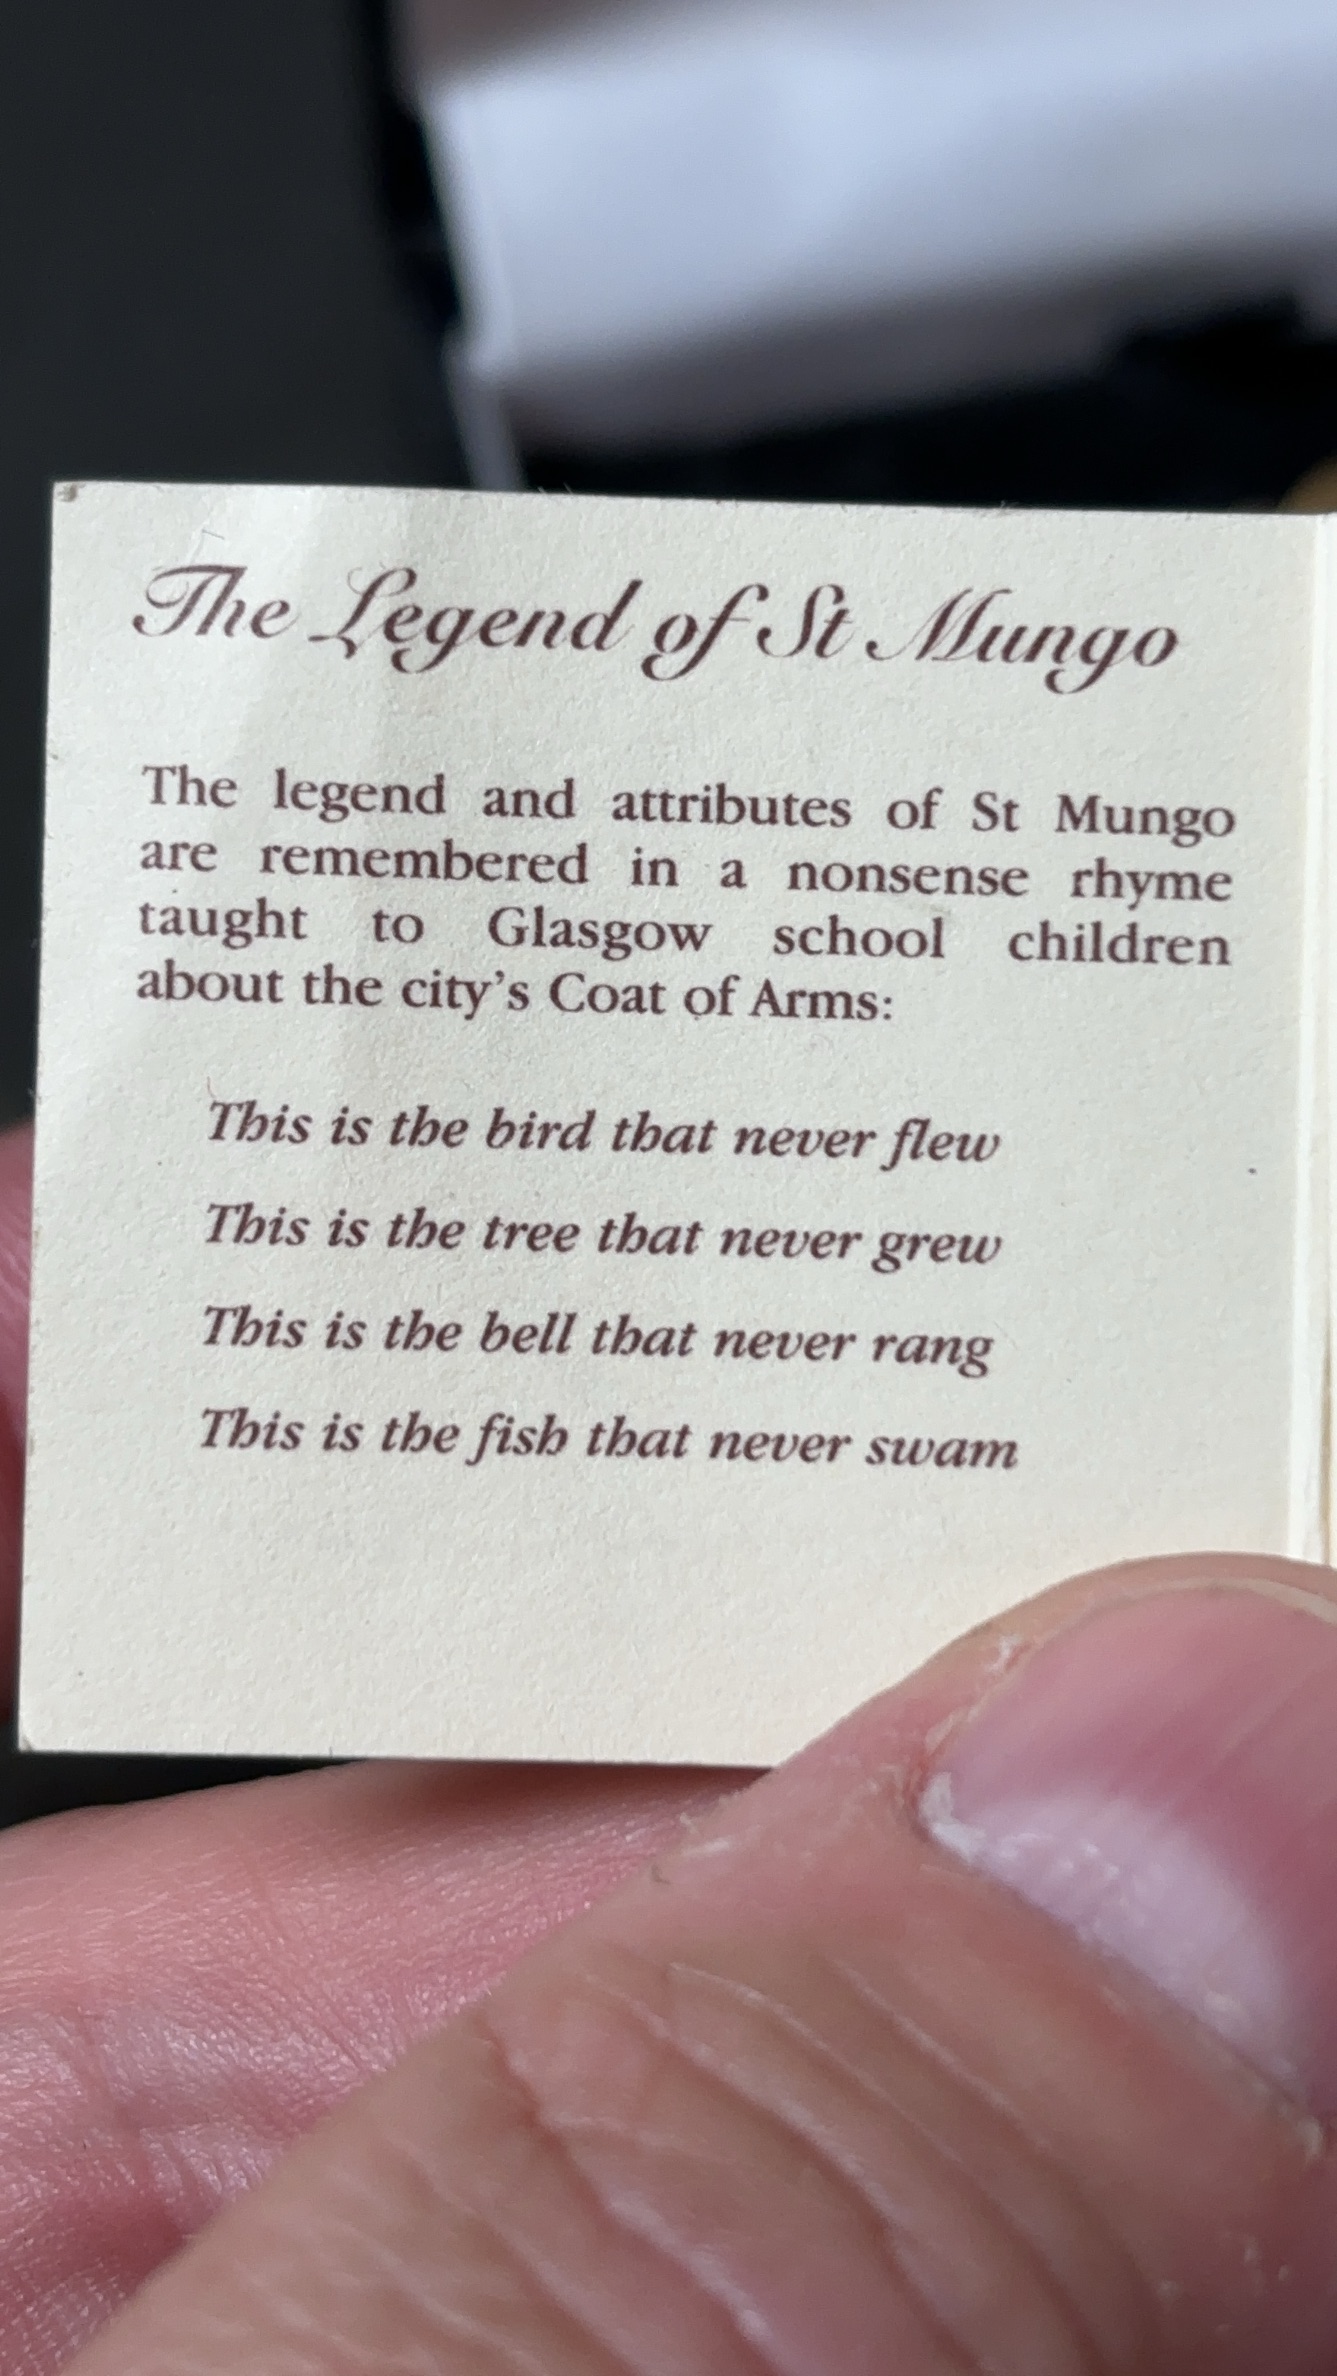 The Legend of St Mungo
The legend and attributes of St Mungo
are remembered in a nonsense rhyme
taught to Glasgow school children
about the city's Coat of Arms:
This is the bird that never flew
This is the tree that never grew
This is the bell that never rang
This is the fish that never swam